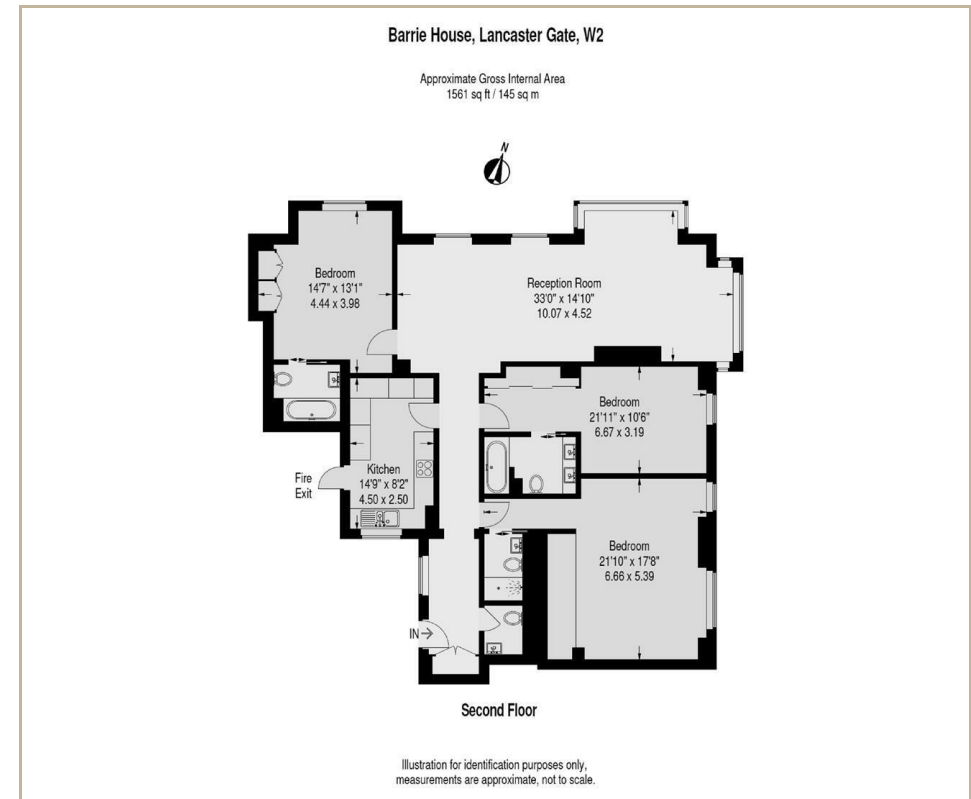 Barrie House, Lancaster Gate, W2
Approximate Gross Internal Area
1561 sq ft / 145 sq m
N
Bedroom
14'7" x 13'1"
4.44 x 3.98
Reception Room
33'0" x 14'10"
10.07 x 4.52
Bedroom
21'11" x 10'6"
6.67 x 3.19
Kitchen
14'9" x 8'2"
4.50 x 2.50
Fire
Exit
Bedroom
21'10" x 17'8"
6.66 x 5.39
IN
Second Floor
Illustration for identification purposes only,
measurements are approximate, not to scale.